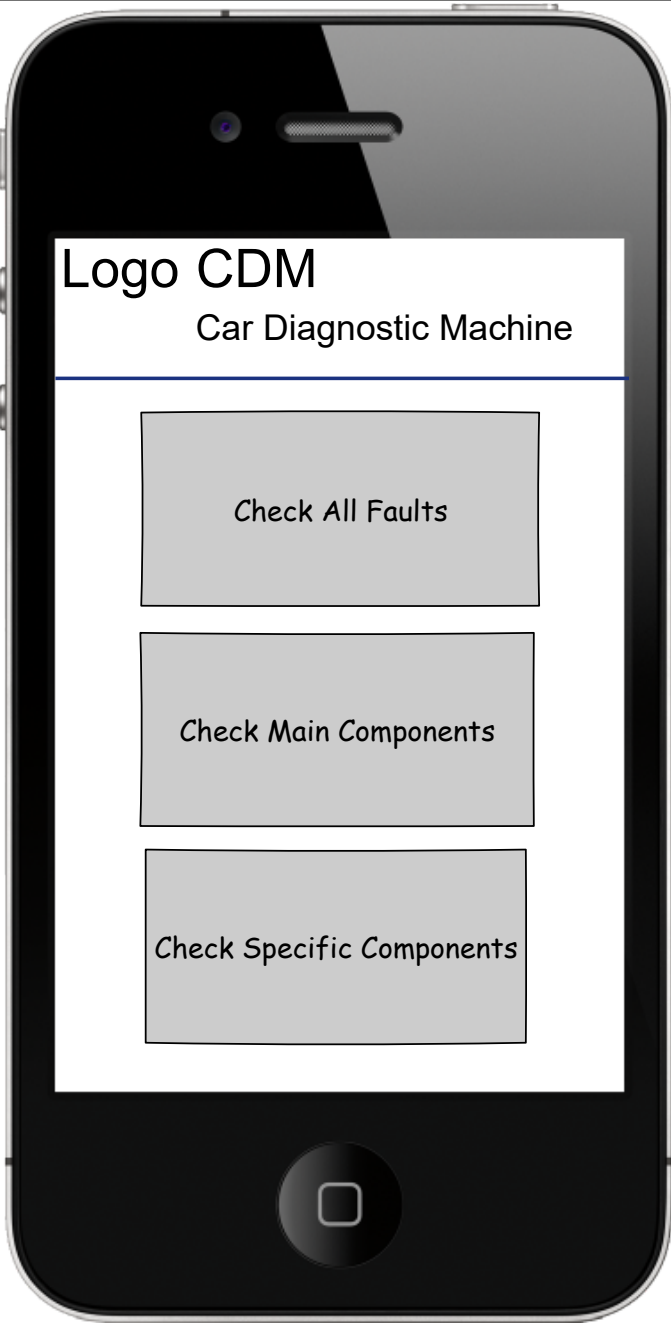 Logo CDM
Car Diagnostic Machine
Check All Faults
Check Main Components
Check Specific Components